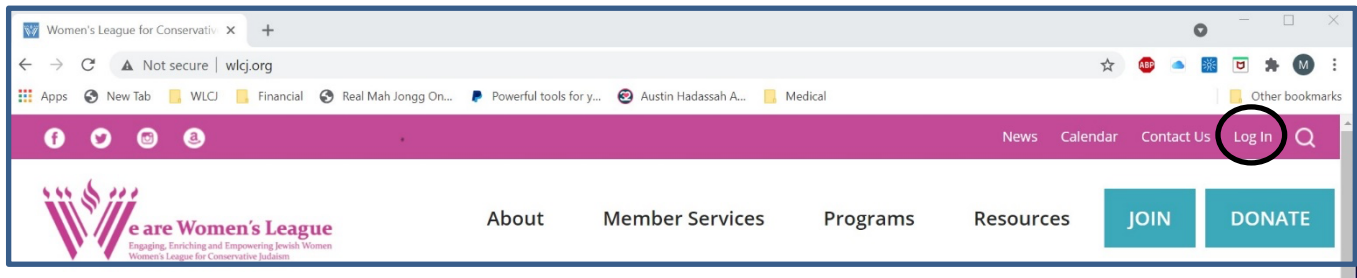 Women's League for Conservativ
Not secure | wlcj.org
ABP
M
Apps New Tab WLCJ Financial Real Mah Jongg On... Powerful tools for y... Austin Hadassah A... Medical Other bookmarks
f a News Calendar Contact Us Log In
We are Women's League
Engaging, Enriching and Empowering Jewish Women
Women's League for Conservative Judaism
About Member Services Programs Resources JOIN DONATE